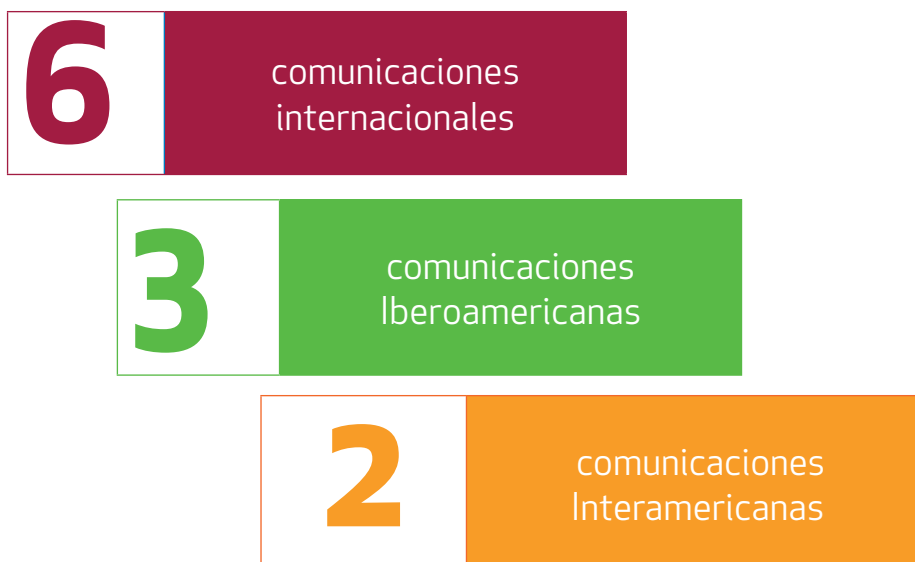 6
comunicaciones
internacionales
3
comunicaciones
Iberoamericanas
2
comunicaciones
Interamericanas